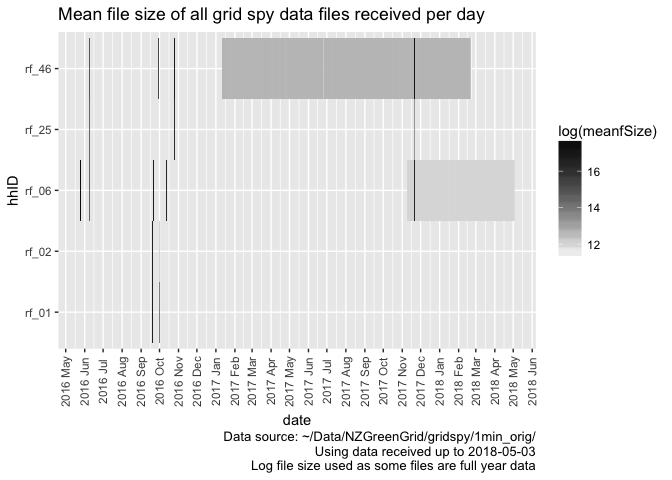 Mean file size of all grid spy data files received per day
hhID
rf_46
rf_25
rf_06
rf_02
rf_01
2016 May
2016 Jun
2016 Jul
2016 Aug
2016 Sep
2016 Oct
2016 Nov
2016 Dec
2017 Jan
2017 Feb
2017 Mar
2017 Apr
2017 May
2017 Jun
2017 Jul
2017 Aug
2017 Sep
2017 Oct
2017 Nov
2017 Dec
2018 Jan
2018 Feb
2018 Mar
2018 Apr
2018 May
2018 Jun
date
log(meanfSize)
16
14
12
Data source: ~/Data/NZGreenGrid/gridspy/1min_orig/
Using data received up to 2018-05-03
Log file size used as some files are full year data